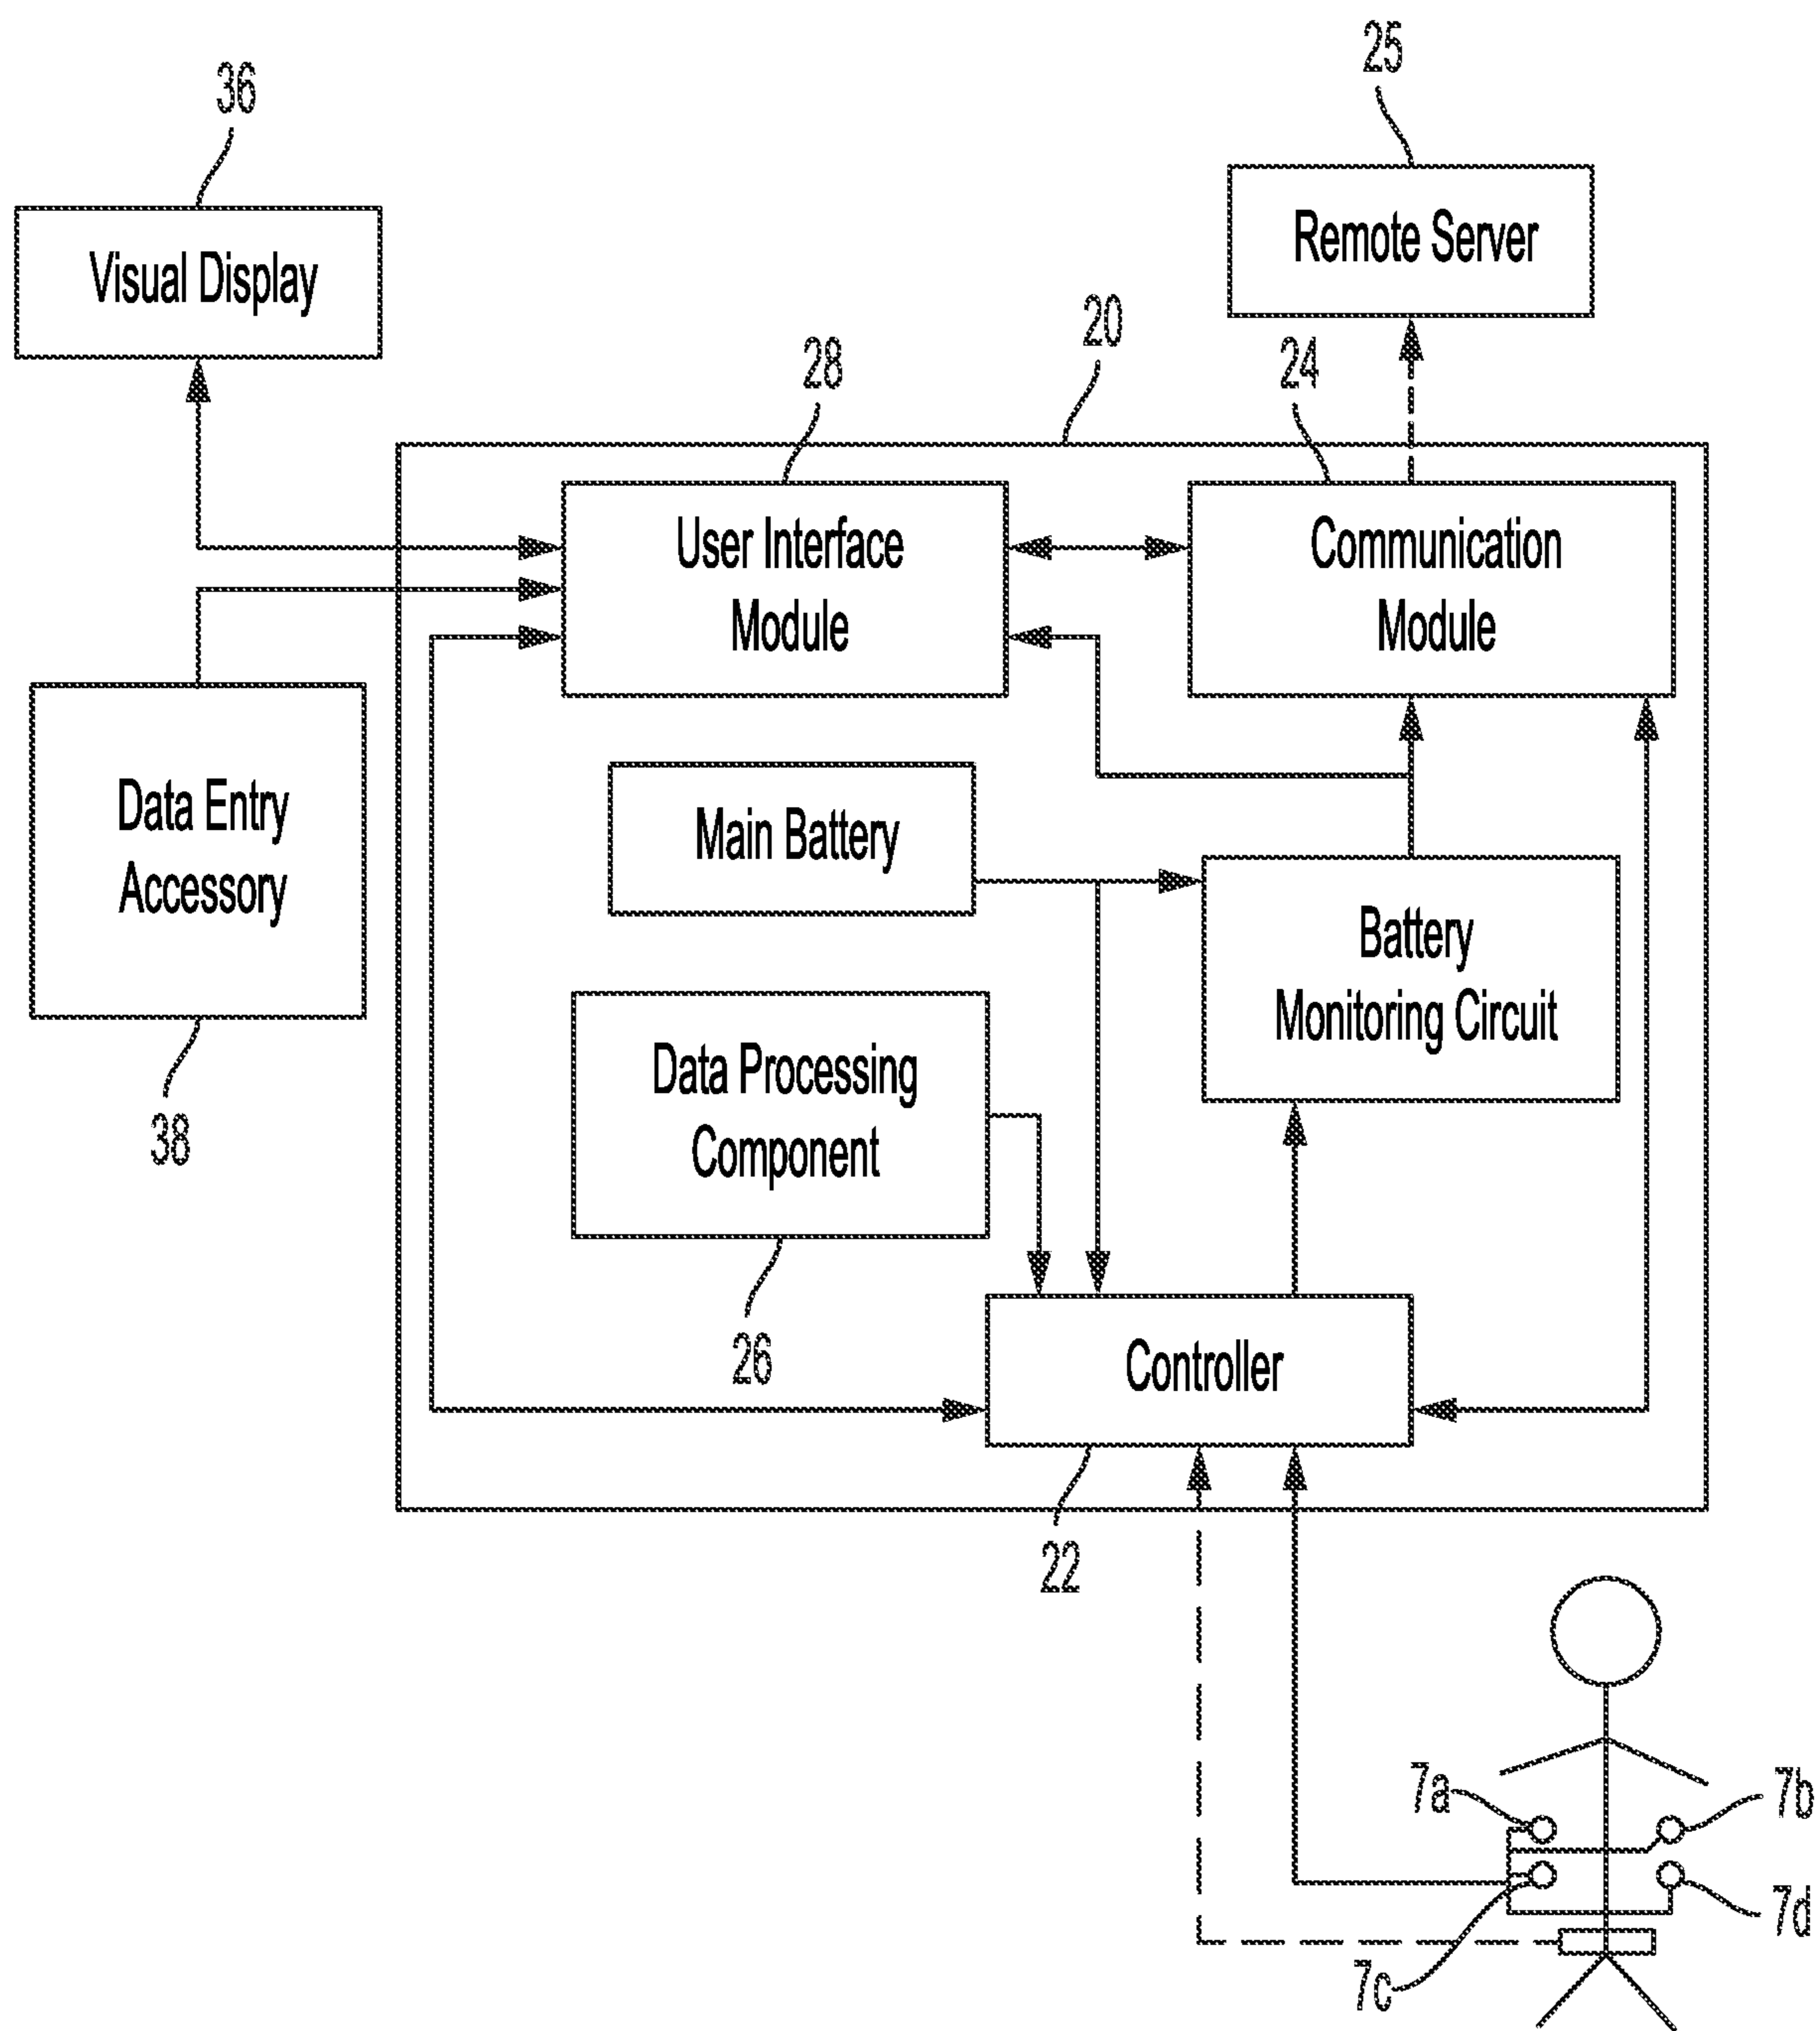 25
36
Remote Server
Visual Display
20
28
24
User Interface
Module
Communication
Module
Data Entry
Accessory
Main Battery
Battery
Monitoring Circuit
Data Processing
Component
38
26
Controller
22
7a
7b
7c
7d